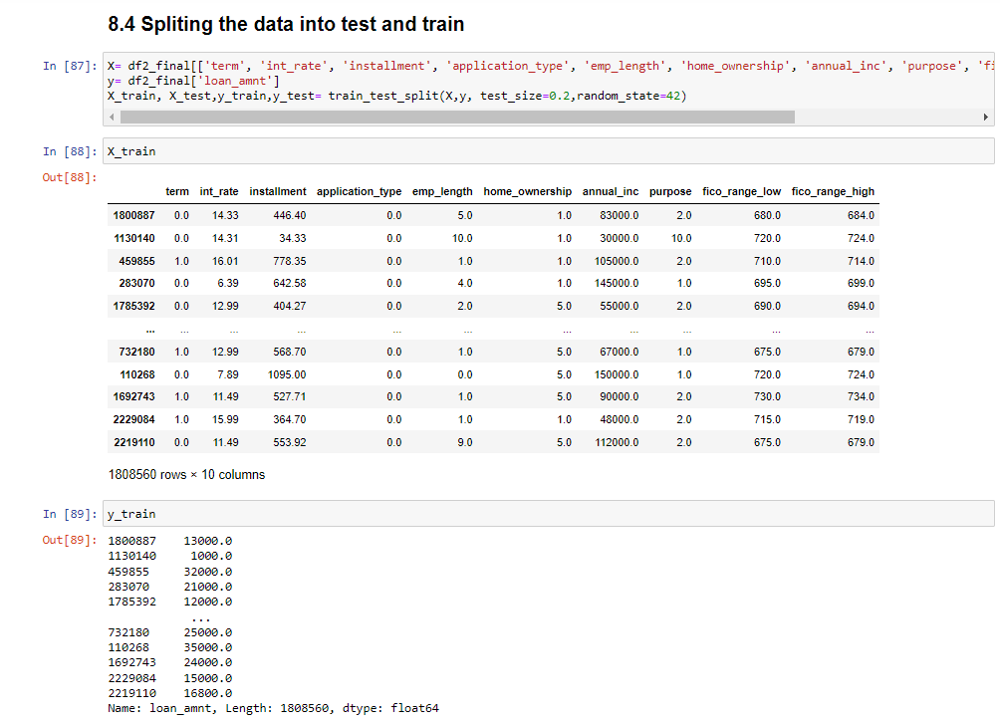 8.4 Spliting the data into test and train
In [87]: X= df2_final[['term', 'int_rate', 'installment', 'application_type', 'emp_length', 'home_ownership', 'annual_inc', 'purpose', 'fi
y= df2_final['loan_amnt']
X_train, X_test,y_train,y_test= train_test_split(X,y, test_size=0.2,random_state=42)
In [88]: X_train
Out[88]:
term int_rate installment application_type emp_length home_ownership annual_inc purpose fico_range_low fico_range_high
1800887 0.0 14.33 446.40 0.0 5.0 1.0 83000.0 2.0 680.0 684.0
1130140 0.0 14.31 34.33 0.0 10.0 1.0 30000.0 10.0 720.0 724.0
459855 1.0 16.01 778.35 0.0 1.0 1.0 105000.0 2.0 710.0 714.0
283070 0.0 6.39 642.58 0.0 4.0 1.0 145000.0 1.0 695.0 699.0
1785392 0.0 12.99 404.27 0.0 2.0 5.0 55000.0 2.0 690.0 694.0
... ... ... ... ... ... ... ... ... ... ...
732180 1.0 12.99 568.70 0.0 1.0 5.0 67000.0 1.0 675.0 679.0
110268 0.0 7.89 1095.00 0.0 0.0 5.0 150000.0 1.0 720.0 724.0
1692743 1.0 11.49 527.71 0.0 1.0 5.0 90000.0 2.0 730.0 734.0
2229084 1.0 15.99 364.70 0.0 1.0 1.0 48000.0 2.0 715.0 719.0
2219110 0.0 11.49 553.92 0.0 9.0 5.0 112000.0 2.0 675.0 679.0
1808560 rows × 10 columns
In [89]: y_train
Out[89]: 1800887 13000.0
1130140 1000.0
459855 32000.0
283070 21000.0
1785392 12000.0
...
732180 25000.0
110268 35000.0
1692743 24000.0
2229084 15000.0
2219110 16800.0
Name: loan_amnt, Length: 1808560, dtype: float64